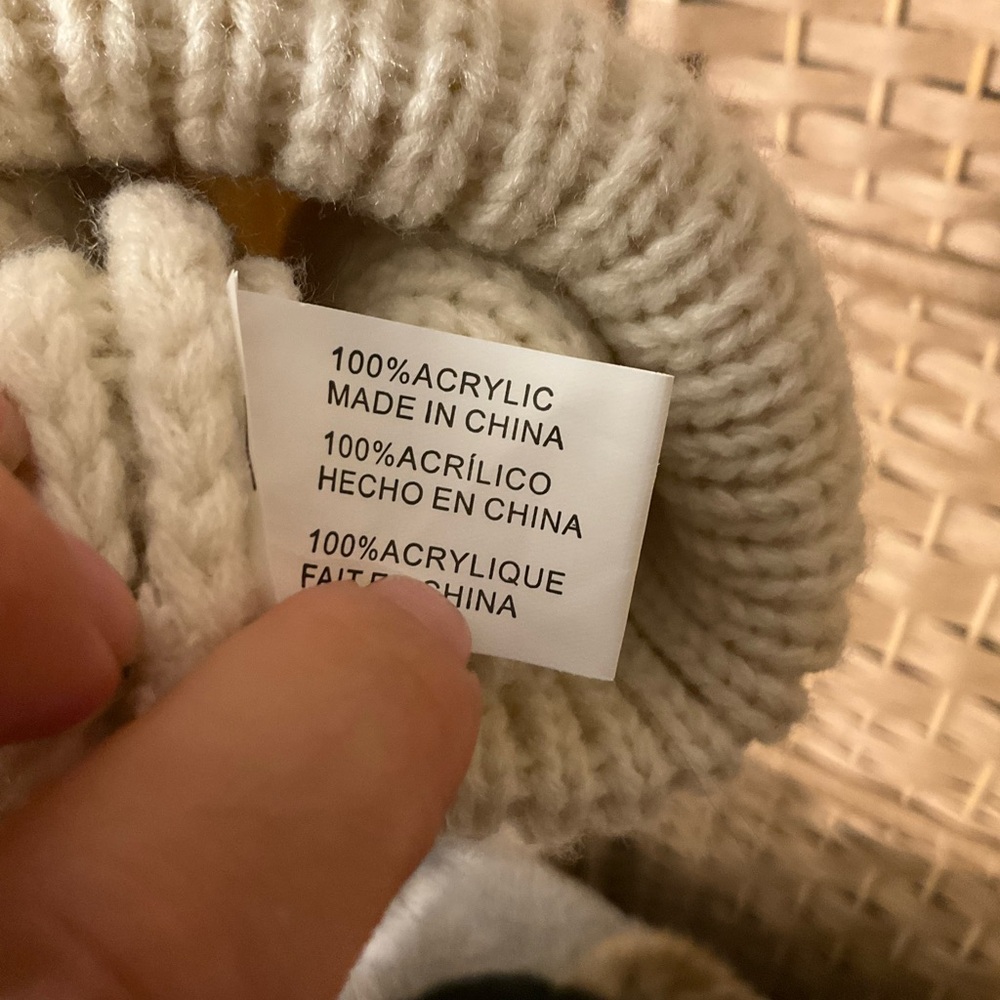 100%ACRYLIC
MADE IN CHINA
100%ACRÍLICO
HECHO EN CHINA
100%ACRYLIQUE
FAIT CHINA